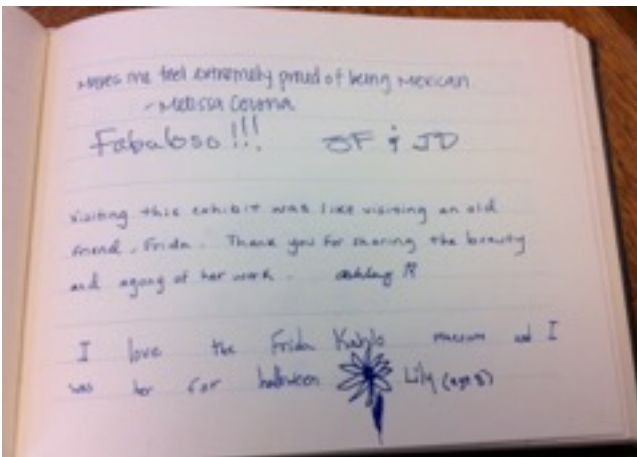 Makes me feel extremely proud of being Mexican
- Melissa Corona
Fabuloso!!! JF & JD
Visiting this exhibit was like visiting an old
friend, Frida. Thank you for sharing the beauty
and agony of her work.
I love the Frida Kahlo museum and I
was her for halloween Lily (age 8)